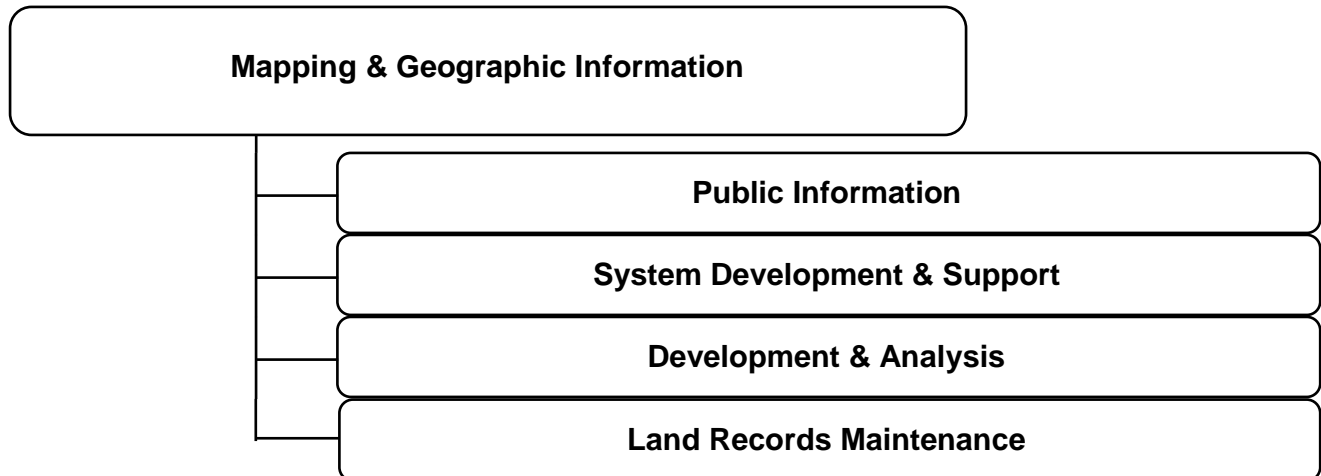 Mapping & Geographic Information
Public Information
System Development & Support
Development & Analysis
Land Records Maintenance